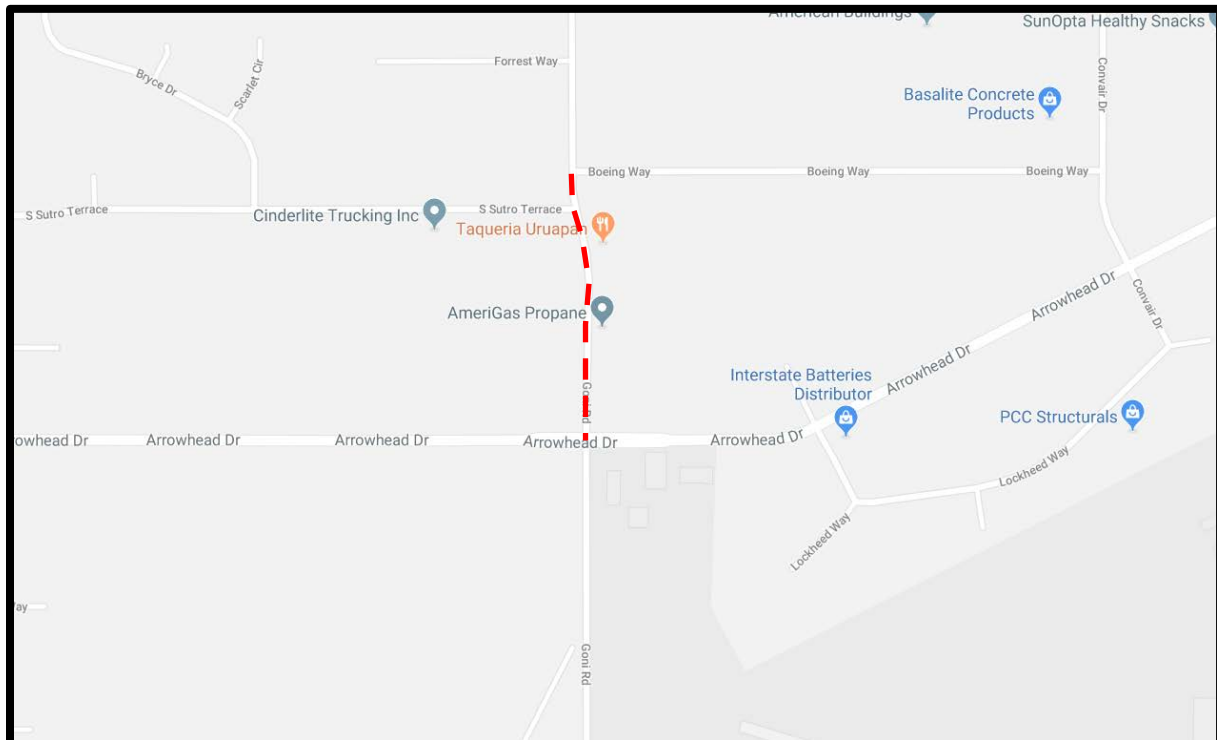 American Buildings
SunOpta Healthy Snacks
Forrest Way
Bryce Dr
Scarlet Cir
Convair Dr
Basalite Concrete
Products
Boeing Way
Boeing Way
Boeing Way
S Sutro Terrace
S Sutro Terrace
Cinderlite Trucking Inc
Taqueria Uruapan
Arrowhead Dr
Convair Dr
AmeriGas Propane
Arrowhead Dr
Interstate Batteries
Distributor
Goni Rd
PCC Structurals
rowhead Dr
Arrowhead Dr
Arrowhead Dr
Arrowhead Dr
Arrowhead Dr
Lockheed Way
Lockheed Way
Way
Goni Rd